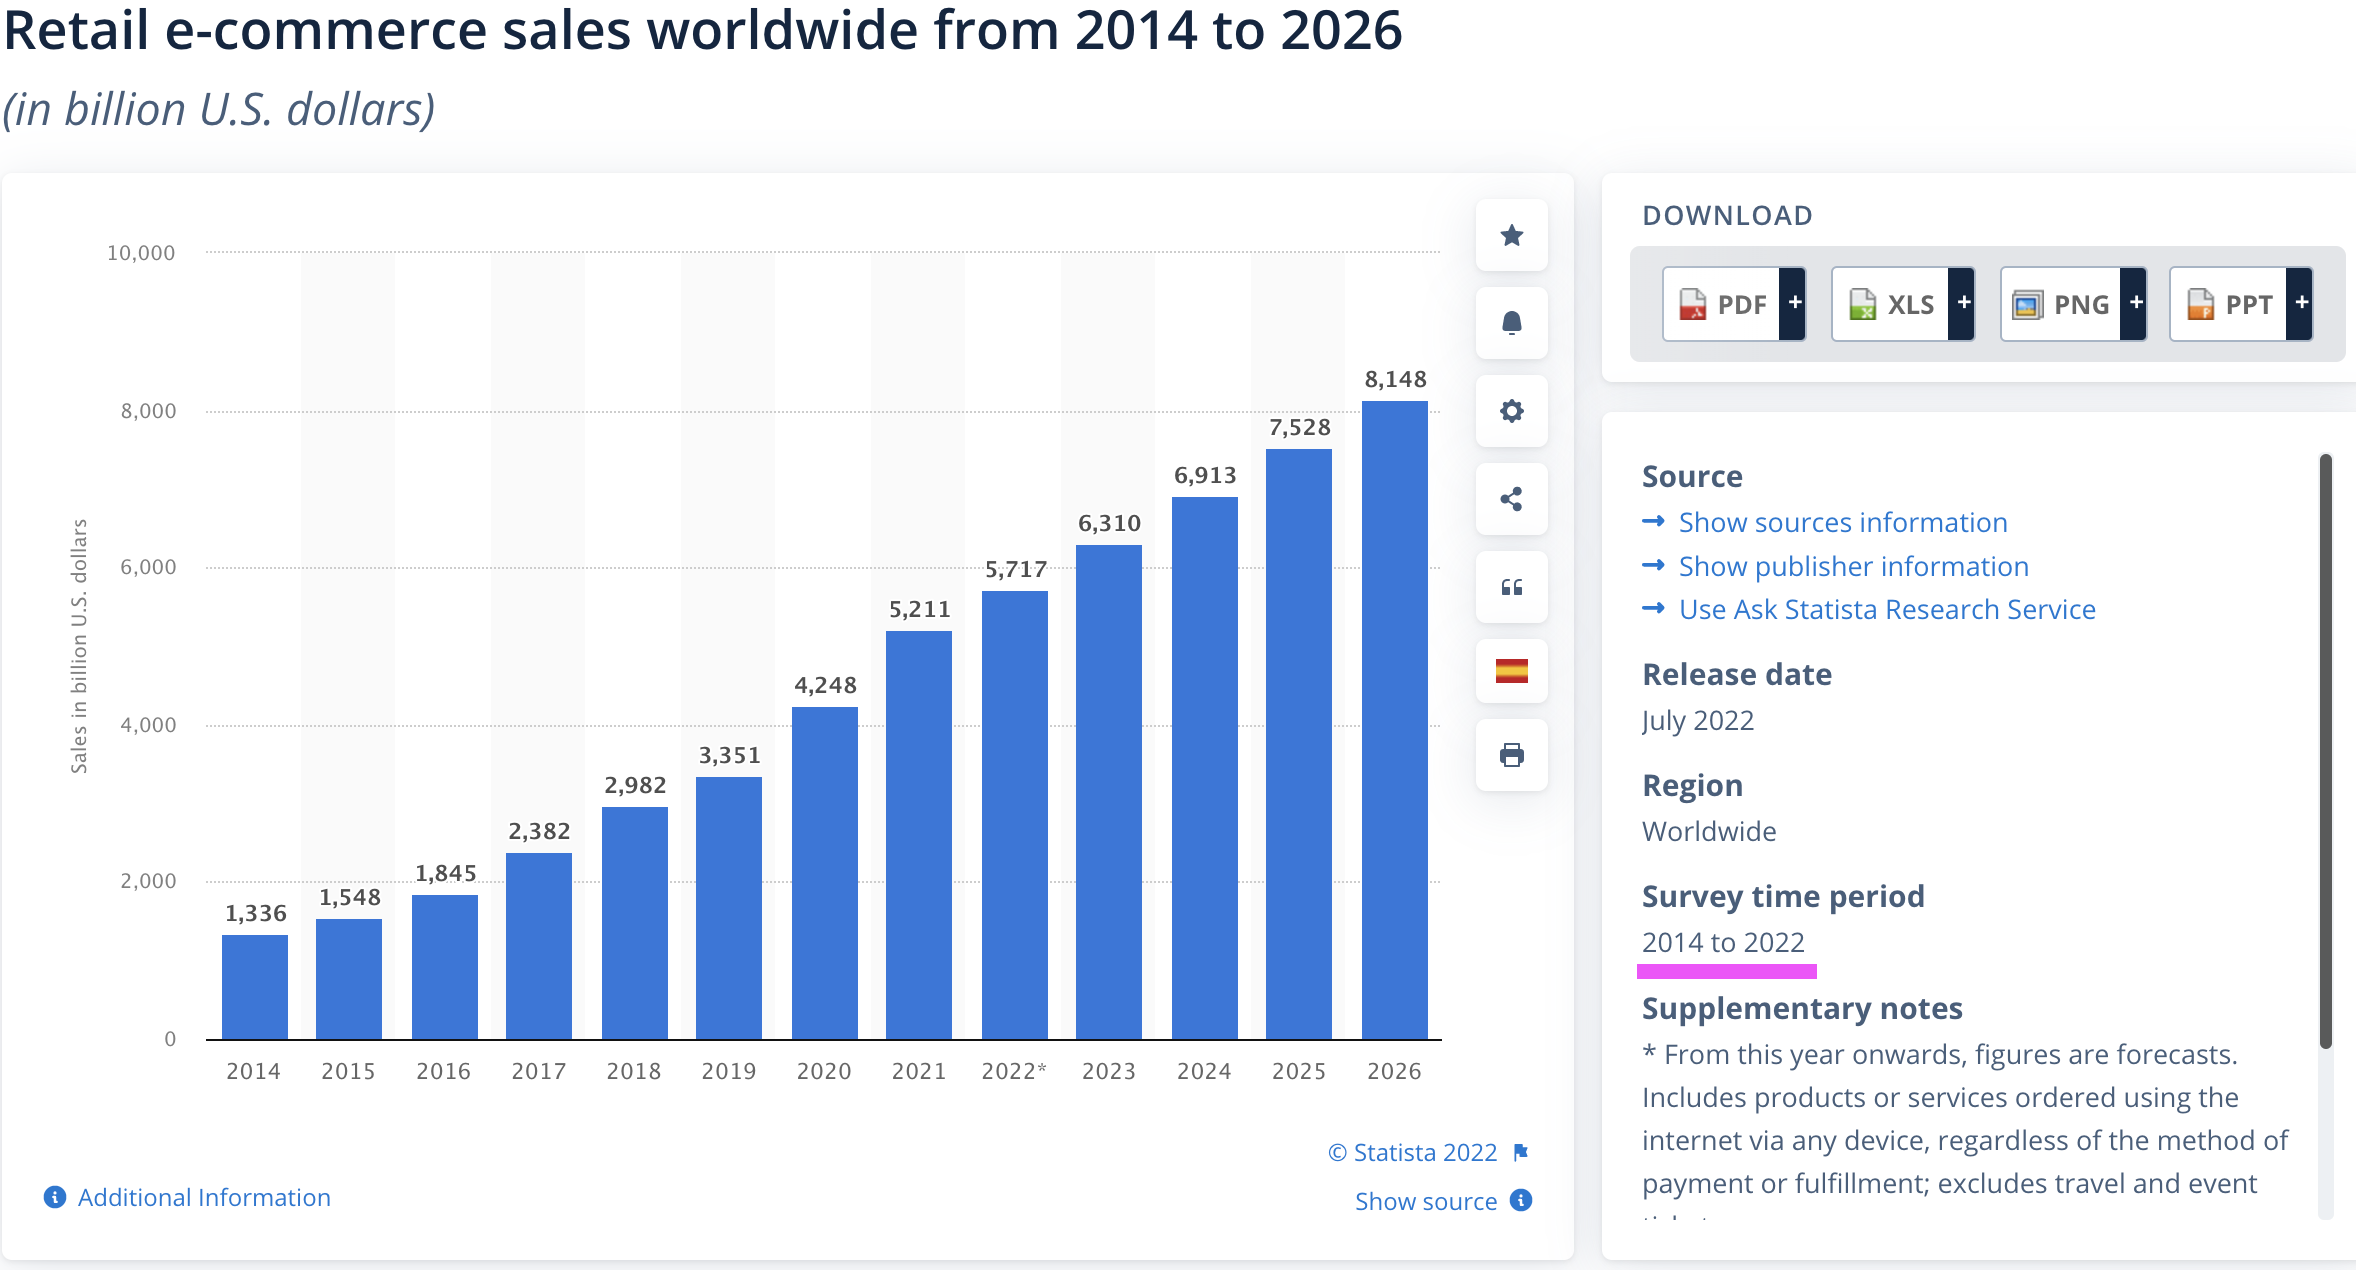 Retail e-commerce sales worldwide from 2014 to 2026
(in billion U.S. dollars)
Sales in billion U.S. dollars
10,000
8,000
6,000
4,000
2,000
0
1,336
1,548
1,845
2,382
2,982
3,351
4,248
5,211
5,717
6,310
6,913
7,528
8,148
2014
2015
2016
2017
2018
2019
2020
2021
2022*
2023
2024
2025
2026
© Statista 2022
Additional Information
Show source
DOWNLOAD
PDF +
XLS +
PNG +
PPT +
Source
Show sources information
Show publisher information
Use Ask Statista Research Service
Release date
July 2022
Region
Worldwide
Survey time period
2014 to 2022
Supplementary notes
* From this year onwards, figures are forecasts.
Includes products or services ordered using the
internet via any device, regardless of the method of
payment or fulfillment; excludes travel and event